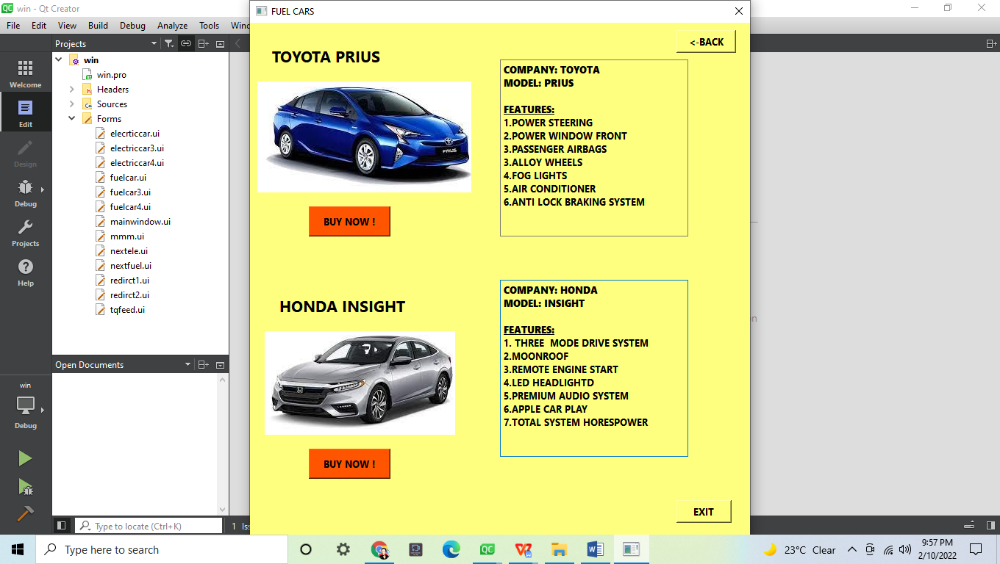 win - Qt Creator
File Edit View Build Debug Analyze Tools
Projects
win
win.pro
Headers
Sources
Forms
elecrticcar.ui
electriccar3.ui
electriccar4.ui
fuelcar.ui
fuelcar3.ui
fuelcar4.ui
mainwindow.ui
mmm.ui
nextele.ui
nextfuel.ui
redirct1.ui
redirct2.ui
tqfeed.ui
Welcome
Edit
Design
Debug
Projects
Help
Open Documents
win
Debug
Type to locate (Ctrl+K)
1
FUEL CARS
<-BACK
TOYOTA PRIUS
PRIUS
COMPANY: TOYOTA
MODEL: PRIUS
FEATURES:
1.POWER STEERING
2.POWER WINDOW FRONT
3.PASSENGER AIRBAGS
3.ALLOY WHEELS
4.FOG LIGHTS
5.AIR CONDITIONER
6.ANTI LOCK BRAKING SYSTEM
BUY NOW !
HONDA INSIGHT
COMPANY: HONDA
MODEL: INSIGHT
FEATURES:
1. THREE  MODE DRIVE SYSTEM
2.MOONROOF
3.REMOTE ENGINE START
4.LED HEADLIGHTD
5.PREMIUM AUDIO SYSTEM
6.APPLE CAR PLAY
7.TOTAL SYSTEM HORESPOWER
BUY NOW !
EXIT
Type here to search
23°C Clear
9:57 PM
2/10/2022